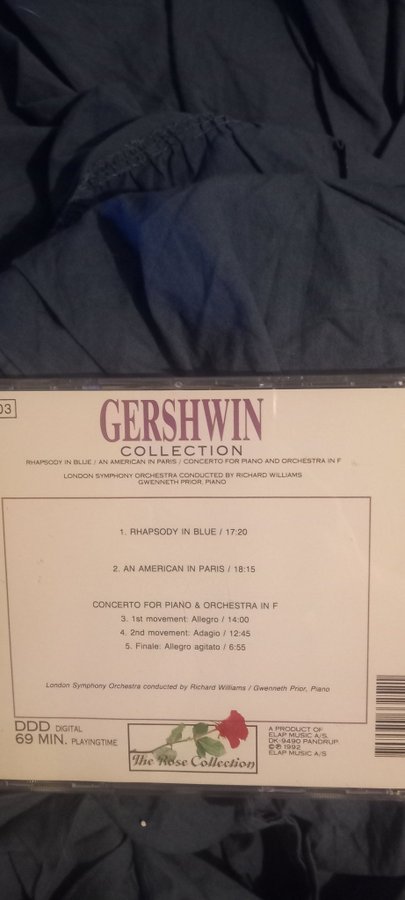 03
GERSHWIN
COLLECTION
RHAPSODY IN BLUE / AN AMERICAN IN PARIS / CONCERTO FOR PIANO AND ORCHESTRA IN F
LONDON SYMPHONY ORCHESTRA CONDUCTED BY RICHARD WILLIAMS
GWENNETH PRIOR, PIANO
1. RHAPSODY IN BLUE / 17:20
2. AN AMERICAN IN PARIS / 18:15
CONCERTO FOR PIANO & ORCHESTRA IN F
3. 1st movement: Allegro / 14:00
4. 2nd movement: Adagio / 12:45
5. Finale: Allegro agitato / 6:55
London Symphony Orchestra conducted by Richard Williams / Gwenneth Prior, Piano
DDD DIGITAL
69 MIN. PLAYINGTIME
The Rose Collection
A PRODUCT OF
ELAP MUSIC A/S,
DK-9490 PANDRUP.
©℗ 1992
ELAP MUSIC A/S